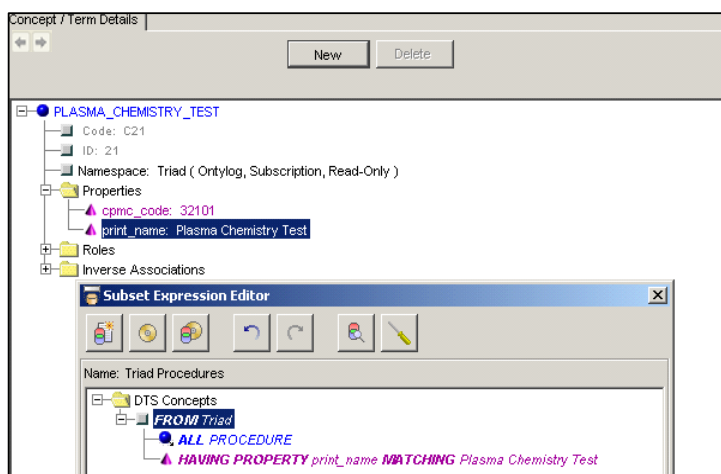 Concept / Term Details
New
Delete
PLASMA_CHEMISTRY_TEST
Code: C21
ID: 21
Namespace: Triad ( Ontylog, Subscription, Read-Only )
Properties
cpmc_code: 32101
print_name: Plasma Chemistry Test
Roles
Inverse Associations
Subset Expression Editor
Name: Triad Procedures
DTS Concepts
FROM Triad
ALL PROCEDURE
HAVING PROPERTY print_name MATCHING Plasma Chemistry Test